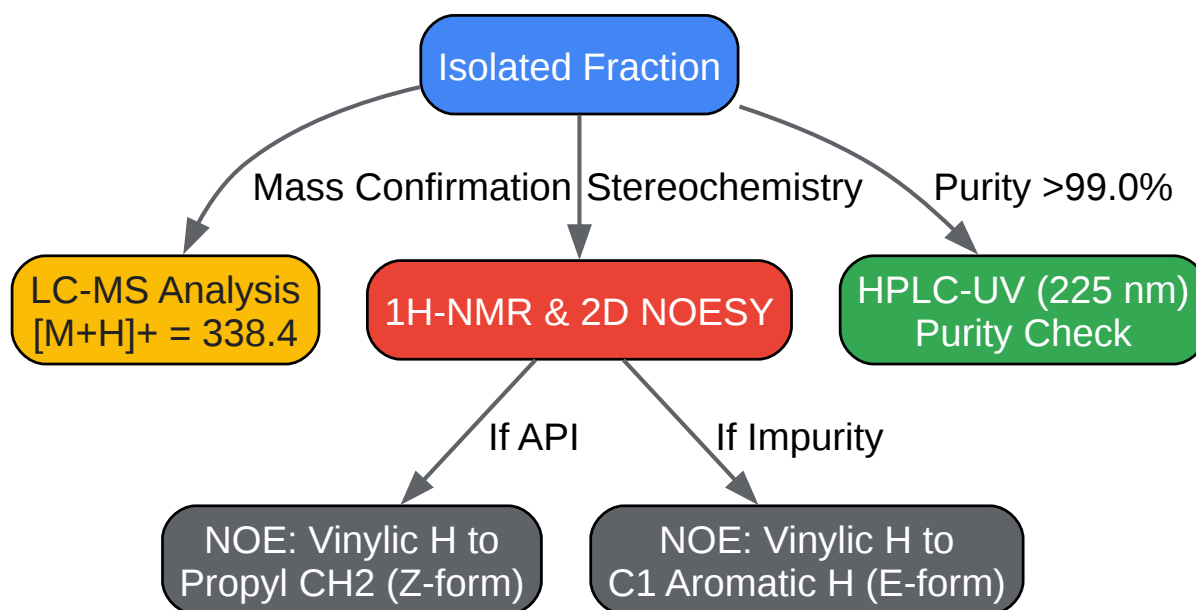 Isolated Fraction
Mass Confirmation
Stereochemistry
Purity >99.0%
LC-MS Analysis
[M+H]+ = 338.4
1H-NMR & 2D NOESY
HPLC-UV (225 nm)
Purity Check
If API
If Impurity
NOE: Vinylic H to
Propyl CH2 (Z-form)
NOE: Vinylic H to
C1 Aromatic H (E-form)